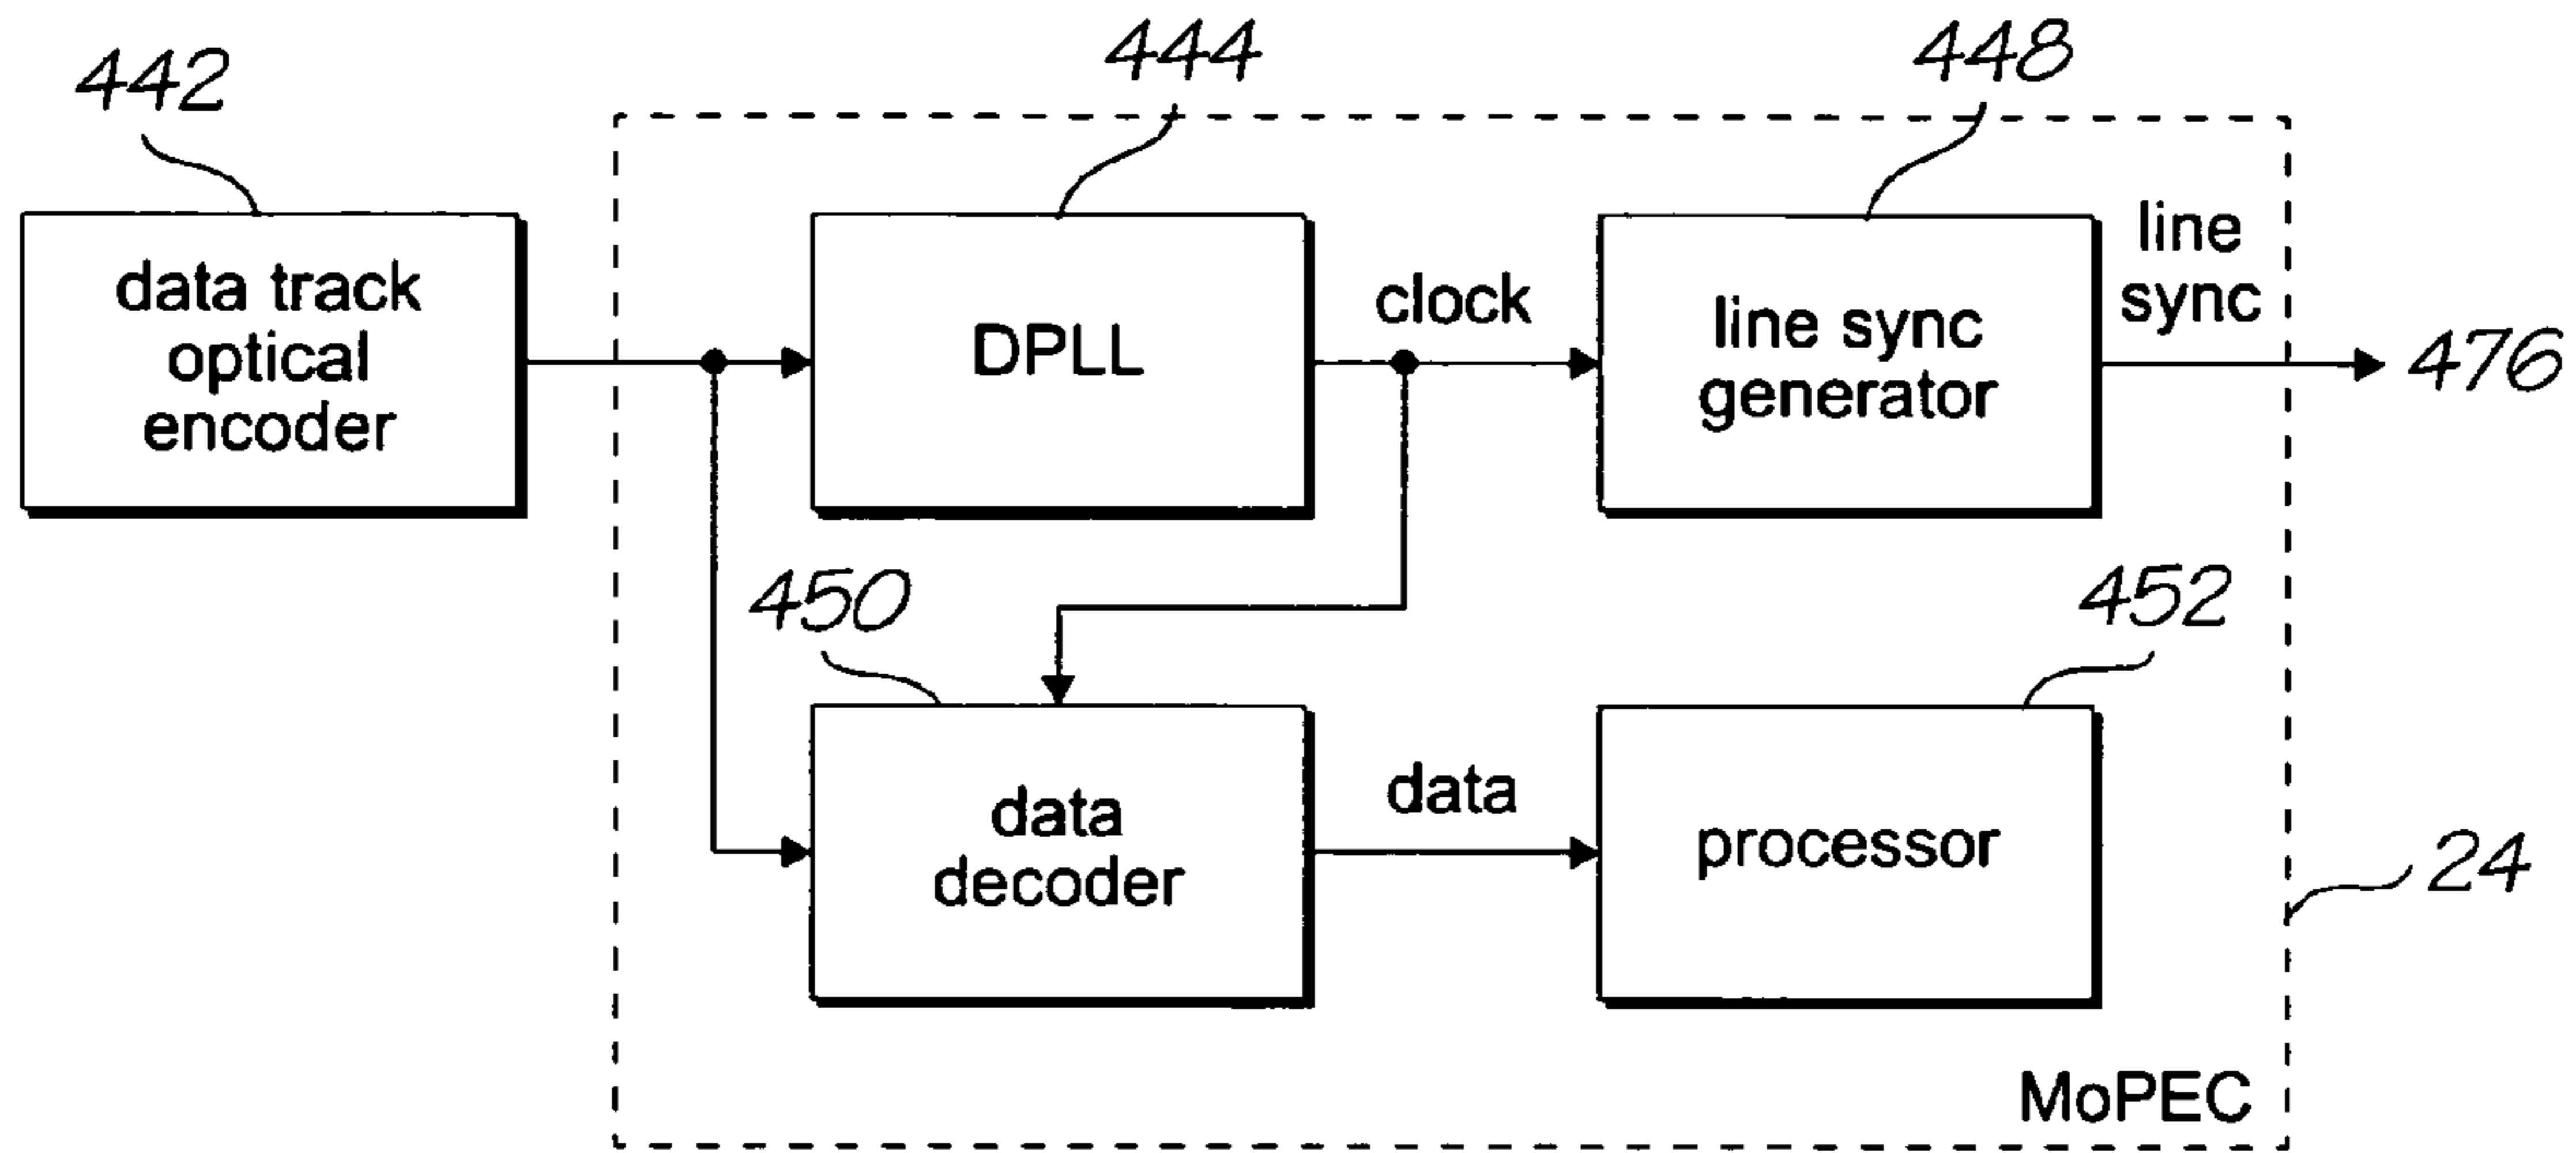 442
444
448
data track
optical
encoder
DPLL
clock
line sync
generator
line
sync
476
450
452
data
decoder
data
processor
24
MoPEC